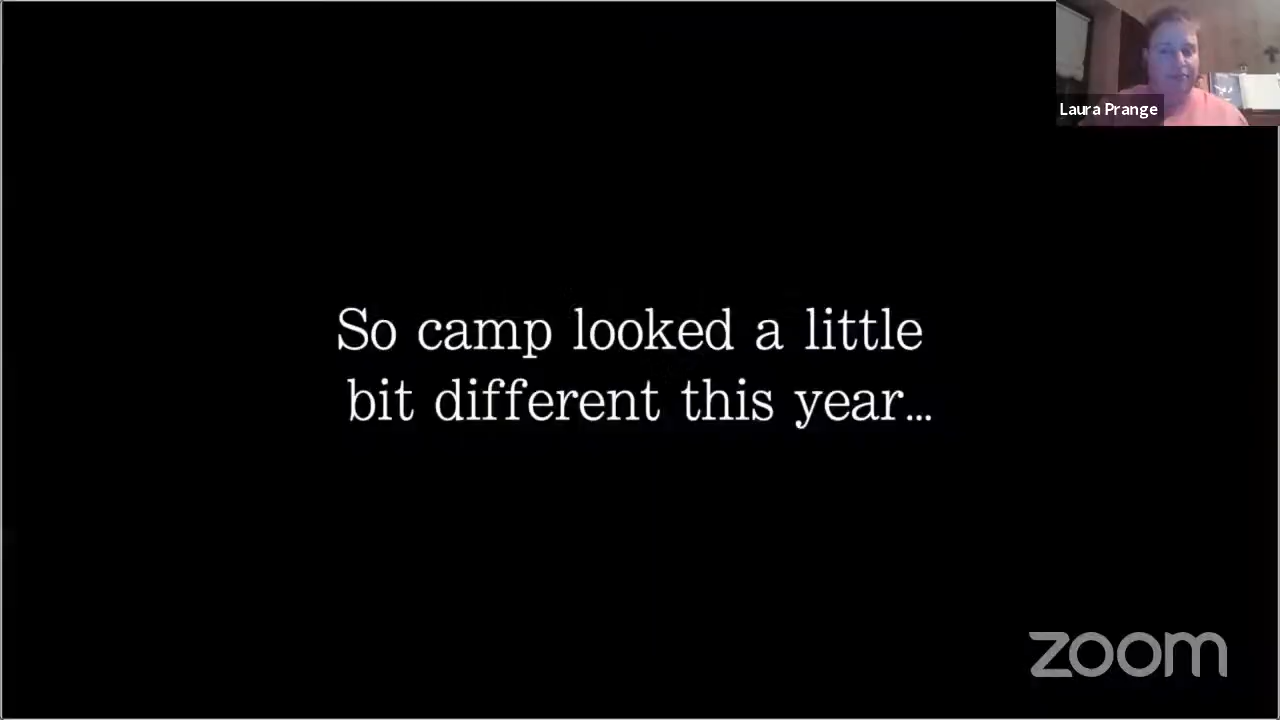 Laura Prange
So camp looked a little
bit different this year...
zoom